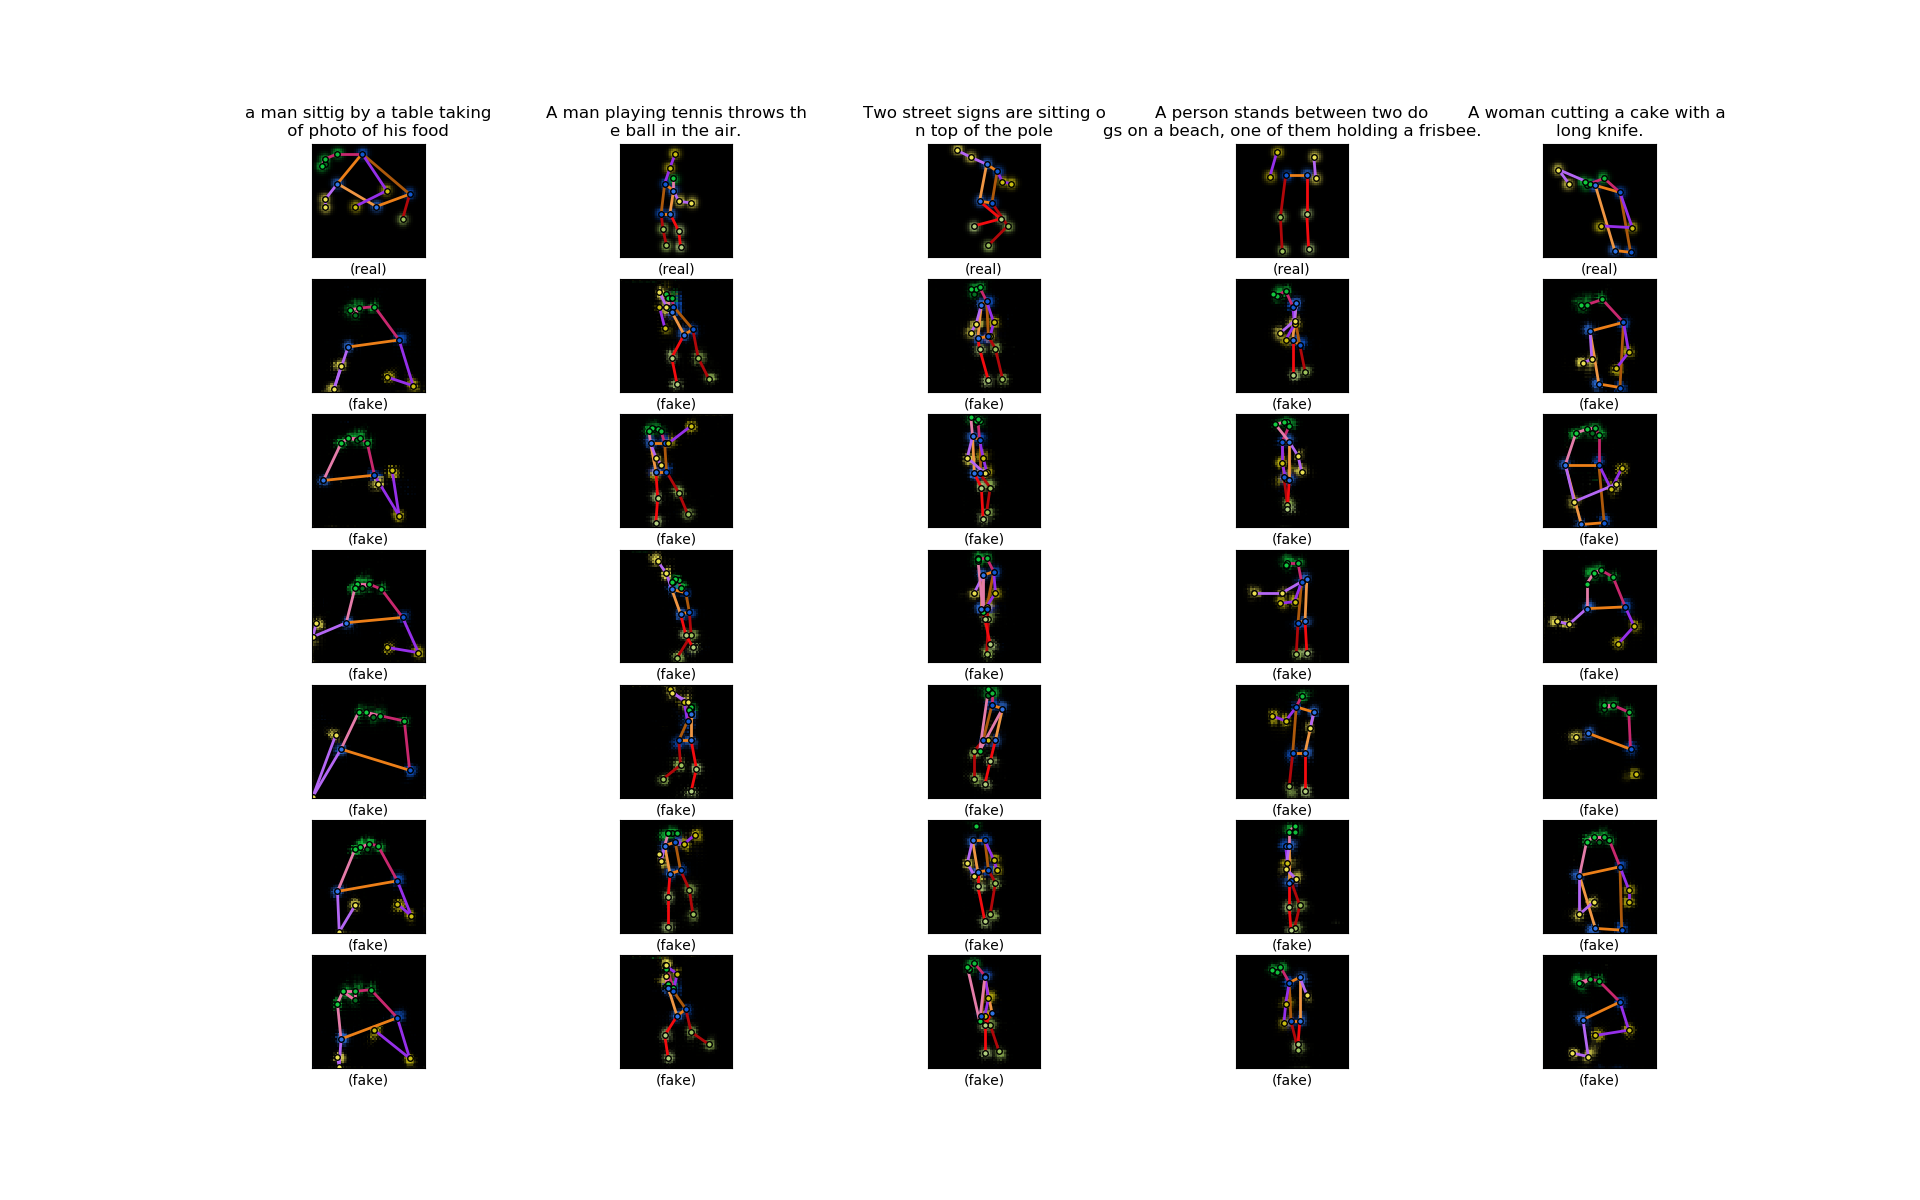 a man sittig by a table taking
of photo of his food
A man playing tennis throws th
e ball in the air.
Two street signs are sitting o
n top of the pole
A person stands between two do
gs on a beach, one of them holding a frisbee.
A woman cutting a cake with a
long knife.
(real) (real) (real) (real) (real)
(fake) (fake) (fake) (fake) (fake)
(fake) (fake) (fake) (fake) (fake)
(fake) (fake) (fake) (fake) (fake)
(fake) (fake) (fake) (fake) (fake)
(fake) (fake) (fake) (fake) (fake)
(fake) (fake) (fake) (fake) (fake)